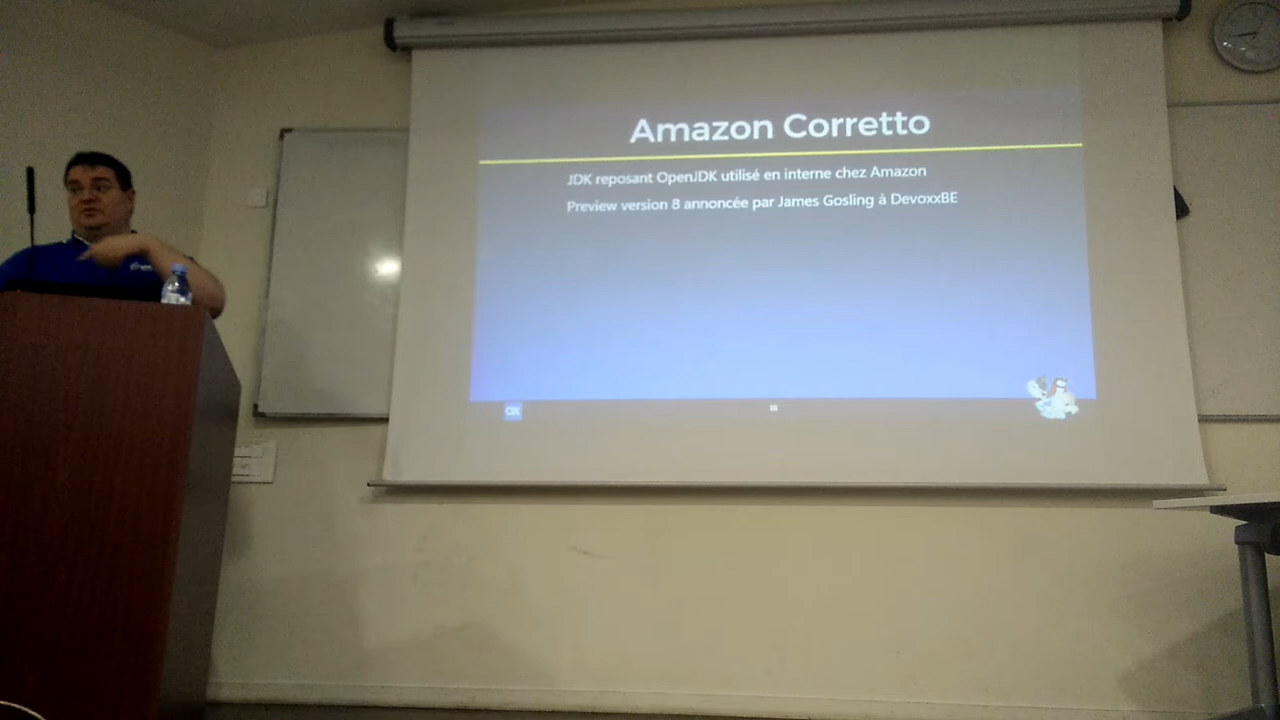 Amazon Corretto
JDK reposant OpenJDK utilisé en interne chez Amazon
Preview version 8 annoncée par James Gosling à DevoxxBE